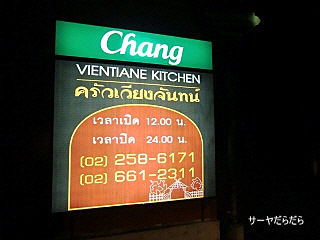 Chang
VIENTIANE KITCHEN
ครัวเวียงจันทน์
เวลาเปิด 12.00 น.
เวลาปิด 24.00 น.
(02) 258-6171
(02) 661-2311
サーヤだらだら